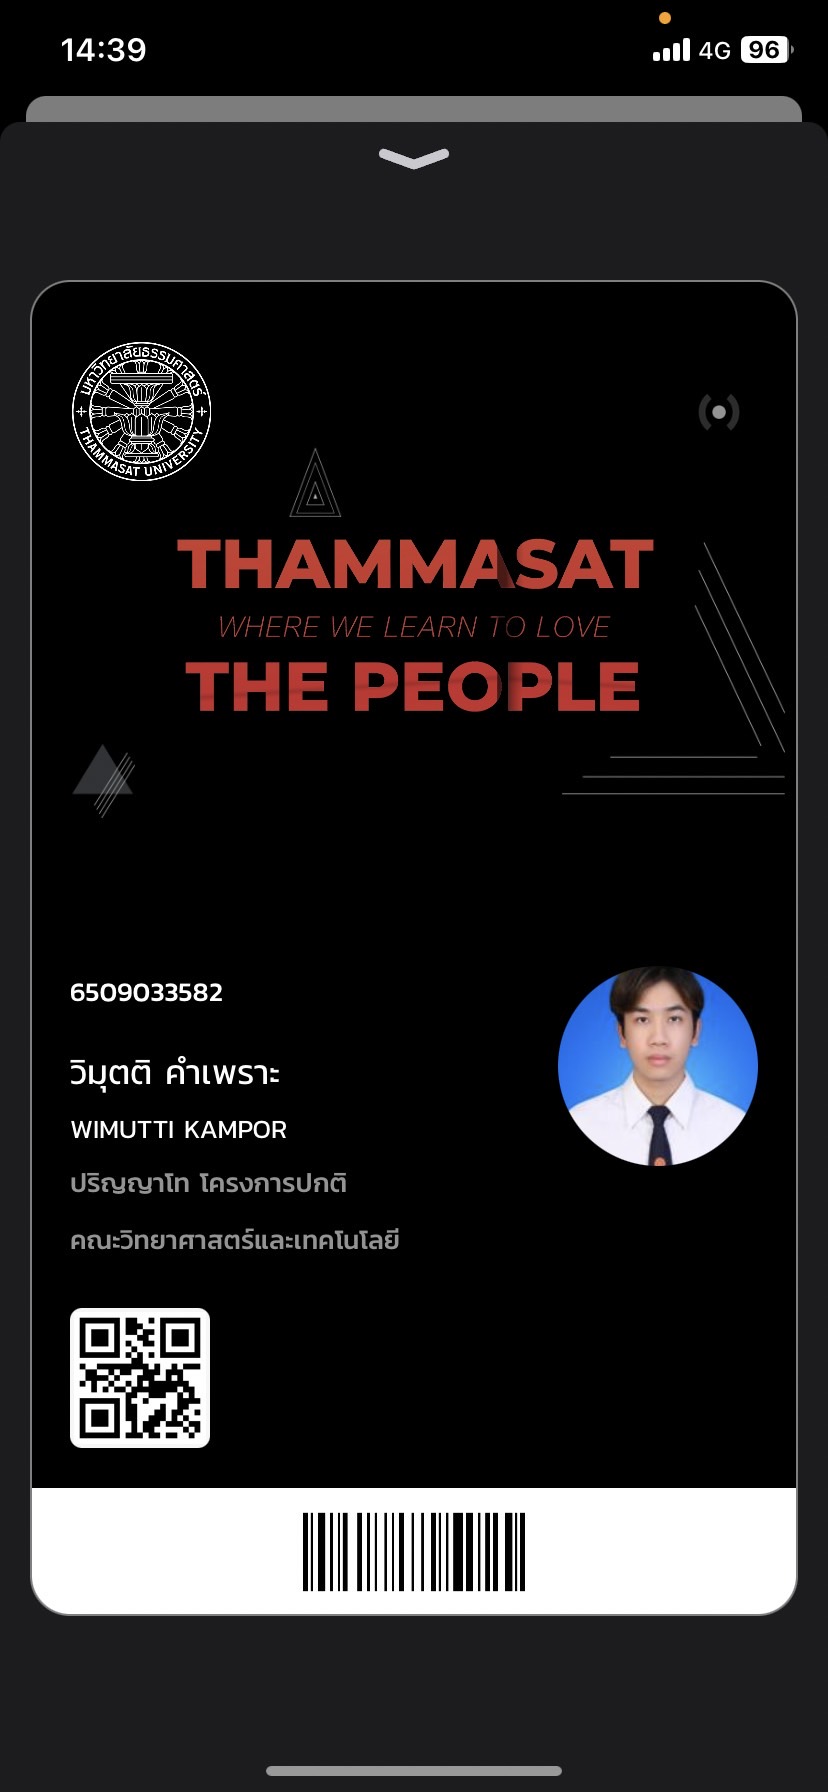 14:39
4G 96
มหาวิทยาลัยธรรมศาสตร์
THAMMASAT UNIVERSITY
THAMMASAT
WHERE WE LEARN TO LOVE
THE PEOPLE
6509033582
วิมุตติ คำเพราะ
WIMUTTI KAMPOR
ปริญญาโท โครงการปกติ
คณะวิทยาศาสตร์และเทคโนโลยี